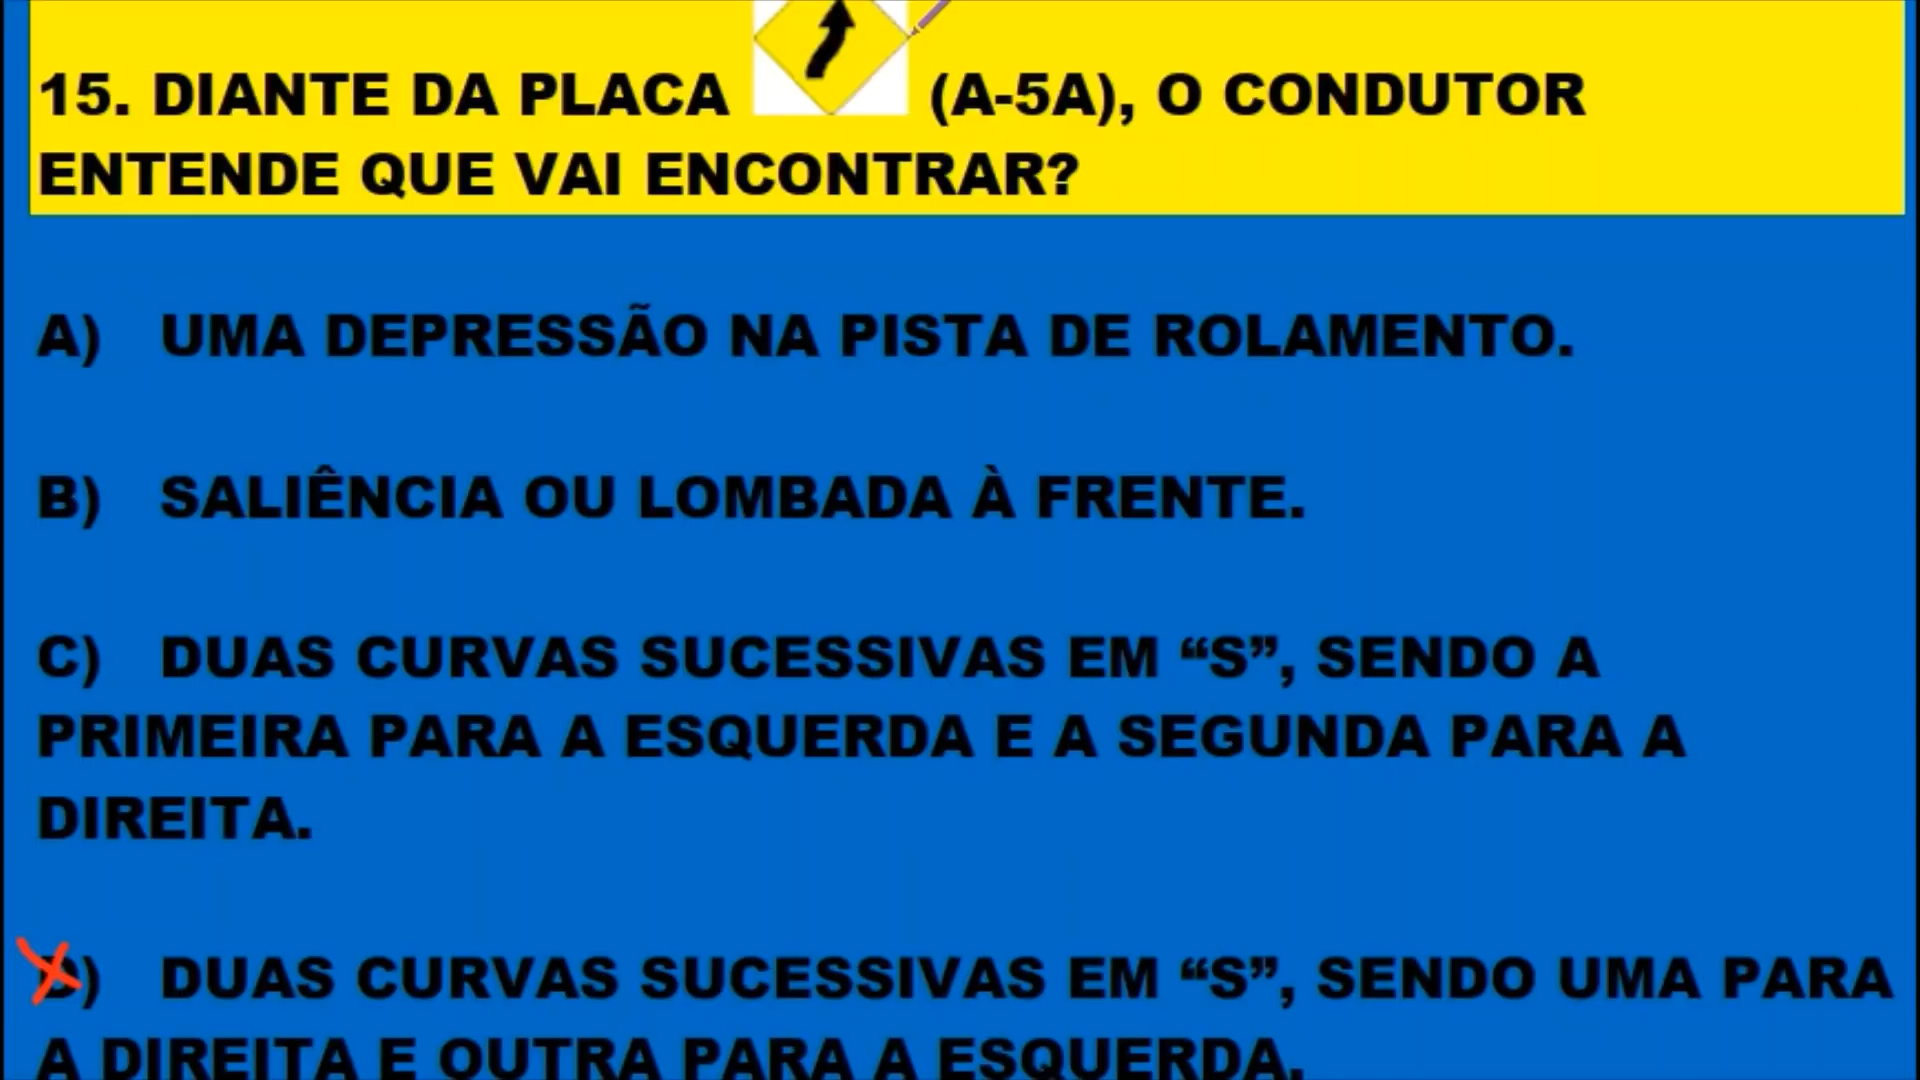 15. DIANTE DA PLACA (A-5A), O CONDUTOR
ENTENDE QUE VAI ENCONTRAR?
A) UMA DEPRESSÃO NA PISTA DE ROLAMENTO.
B) SALIÊNCIA OU LOMBADA À FRENTE.
C) DUAS CURVAS SUCESSIVAS EM “S”, SENDO A
PRIMEIRA PARA A ESQUERDA E A SEGUNDA PARA A
DIREITA.
D) DUAS CURVAS SUCESSIVAS EM “S”, SENDO UMA PARA
A DIREITA E OUTRA PARA A ESQUERDA.